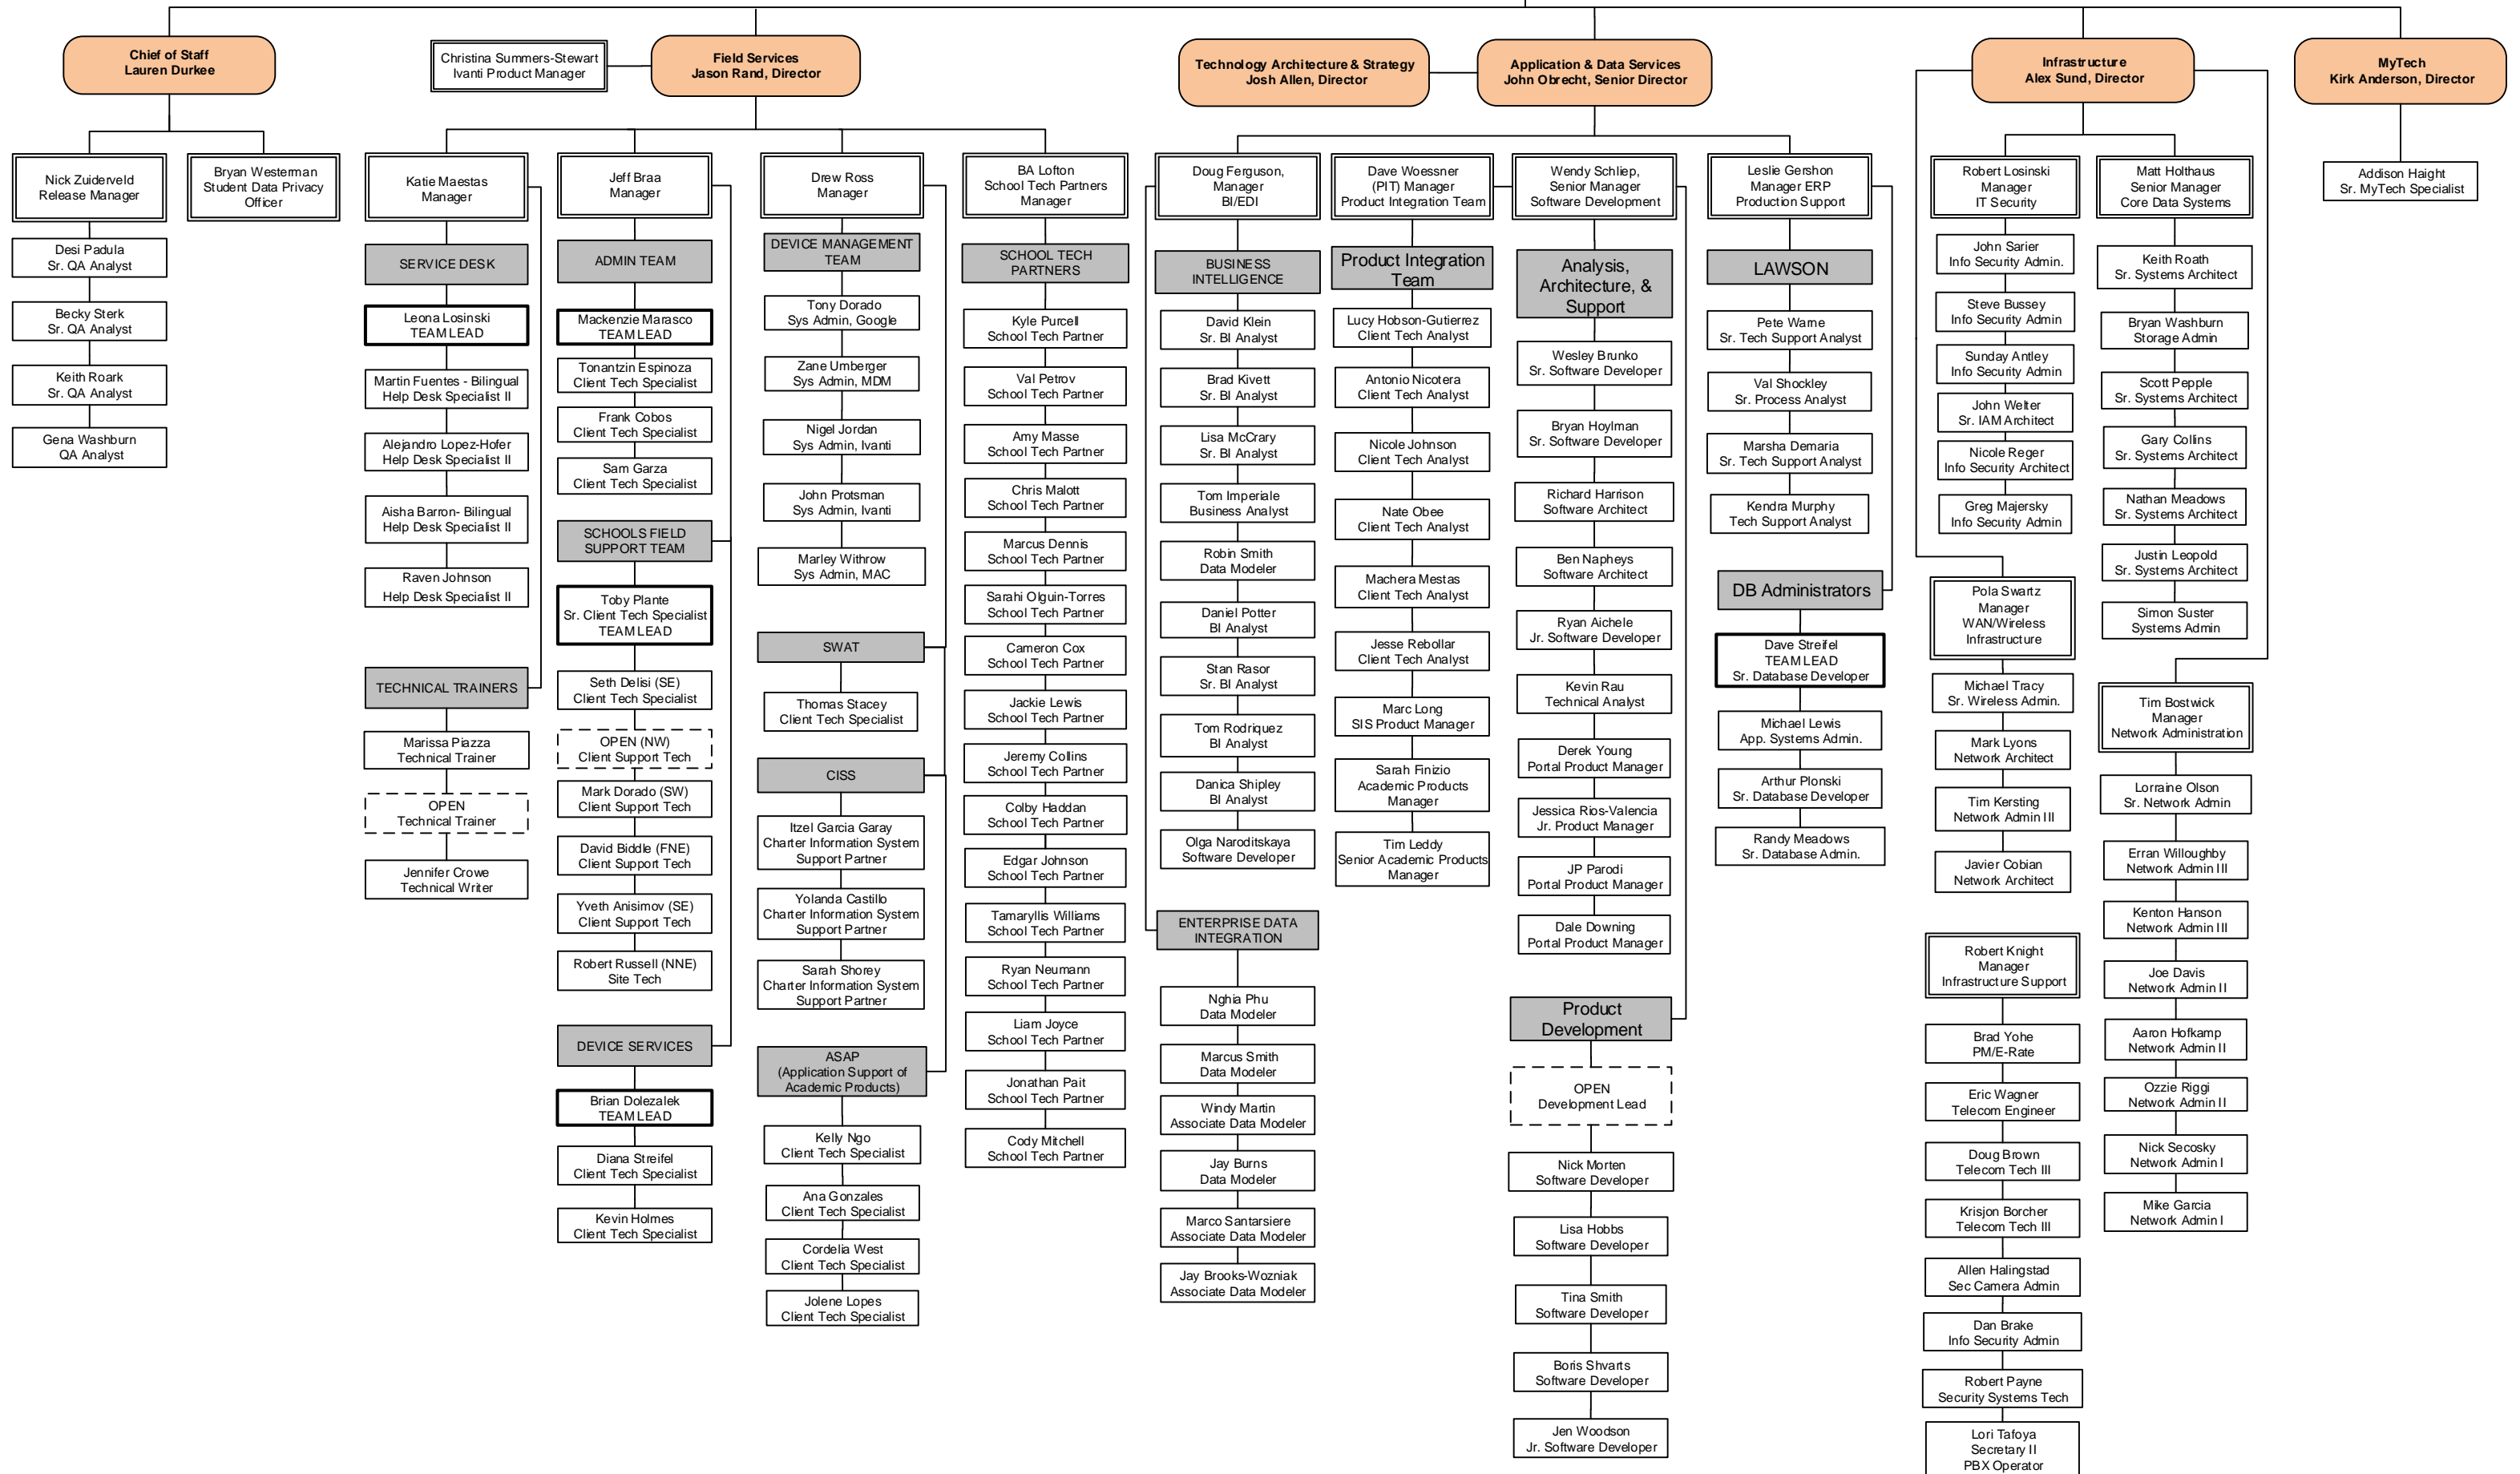 Chief of Staff
Lauren Durkee
Christina Summers-Stewart
Ivanti Product Manager
Field Services
Jason Rand, Director
Technology Architecture & Strategy
Josh Allen, Director
Application & Data Services
John Obrecht, Senior Director
Infrastructure
Alex Sund, Director
MyTech
Kirk Anderson, Director
Nick Zuiderveld
Release Manager
Desi Padula
Sr. QA Analyst
Becky Sterk
Sr. QA Analyst
Keith Roark
Sr. QA Analyst
Gena Washburn
QA Analyst
Bryan Westerman
Student Data Privacy
Officer
Katie Maestas
Manager
SERVICE DESK
Leona Losinski
TEAM LEAD
Martin Fuentes - Bilingual
Help Desk Specialist II
Alejandro Lopez-Hofer
Help Desk Specialist II
Aisha Barron- Bilingual
Help Desk Specialist II
Raven Johnson
Help Desk Specialist II
TECHNICAL TRAINERS
Marissa Piazza
Technical Trainer
OPEN
Technical Trainer
Jennifer Crowe
Technical Writer
Jeff Braa
Manager
ADMIN TEAM
Mackenzie Marasco
TEAM LEAD
Tonantzin Espinoza
Client Tech Specialist
Frank Cobos
Client Tech Specialist
Sam Garza
Client Tech Specialist
SCHOOLS FIELD
SUPPORT TEAM
Toby Plante
Sr. Client Tech Specialist
TEAM LEAD
Seth Delisi (SE)
Client Tech Specialist
OPEN (NW)
Client Support Tech
Mark Dorado (SW)
Client Support Tech
David Biddle (FNE)
Client Support Tech
Yveth Anisimov (SE)
Client Support Tech
Robert Russell (NNE)
Site Tech
DEVICE SERVICES
Brian Dolezalek
TEAM LEAD
Diana Streifel
Client Tech Specialist
Kevin Holmes
Client Tech Specialist
Drew Ross
Manager
DEVICE MANAGEMENT
TEAM
Tony Dorado
Sys Admin, Google
Zane Umberger
Sys Admin, MDM
Nigel Jordan
Sys Admin, Ivanti
John Protsman
Sys Admin, Ivanti
Marley Withrow
Sys Admin, MAC
SWAT
Thomas Stacey
Client Tech Specialist
CISS
Itzel Garcia Garay
Charter Information System
Support Partner
Yolanda Castillo
Charter Information System
Support Partner
Sarah Shorey
Charter Information System
Support Partner
ASAP
(Application Support of
Academic Products)
Kelly Ngo
Client Tech Specialist
Ana Gonzales
Client Tech Specialist
Cordelia West
Client Tech Specialist
Jolene Lopes
Client Tech Specialist
BA Lofton
School Tech Partners
Manager
SCHOOL TECH
PARTNERS
Kyle Purcell
School Tech Partner
Val Petrov
School Tech Partner
Amy Masse
School Tech Partner
Chris Malott
School Tech Partner
Marcus Dennis
School Tech Partner
Sarahi Olguin-Torres
School Tech Partner
Cameron Cox
School Tech Partner
Jackie Lewis
School Tech Partner
Jeremy Collins
School Tech Partner
Colby Haddan
School Tech Partner
Edgar Johnson
School Tech Partner
Tamaryllis Williams
School Tech Partner
Ryan Neumann
School Tech Partner
Liam Joyce
School Tech Partner
Jonathan Pait
School Tech Partner
Cody Mitchell
School Tech Partner
Doug Ferguson,
Manager
BI/EDI
BUSINESS
INTELLIGENCE
David Klein
Sr. BI Analyst
Brad Kivett
Sr. BI Analyst
Lisa McCrary
Sr. BI Analyst
Tom Imperiale
Business Analyst
Robin Smith
Data Modeler
Daniel Potter
BI Analyst
Stan Rasor
Sr. BI Analyst
Tom Rodriquez
BI Analyst
Danica Shipley
BI Analyst
Olga Naroditskaya
Software Developer
ENTERPRISE DATA
INTEGRATION
Nghia Phu
Data Modeler
Marcus Smith
Data Modeler
Windy Martin
Associate Data Modeler
Jay Burns
Data Modeler
Marco Santarsiere
Associate Data Modeler
Jay Brooks-Wozniak
Associate Data Modeler
Dave Woessner
(PIT) Manager
Product Integration Team
Product Integration
Team
Lucy Hobson-Gutierrez
Client Tech Analyst
Antonio Nicotera
Client Tech Analyst
Nicole Johnson
Client Tech Analyst
Nate Obee
Client Tech Analyst
Machera Mestas
Client Tech Analyst
Jesse Rebollar
Client Tech Analyst
Marc Long
SIS Product Manager
Sarah Finizio
Academic Products
Manager
Tim Leddy
Senior Academic Products
Manager
Wendy Schliep,
Senior Manager
Software Development
Analysis,
Architecture, &
Support
Wesley Brunko
Sr. Software Developer
Bryan Hoylman
Sr. Software Developer
Richard Harrison
Software Architect
Ben Napheys
Software Architect
Ryan Aichele
Jr. Software Developer
Kevin Rau
Technical Analyst
Derek Young
Portal Product Manager
Jessica Rios-Valencia
Jr. Product Manager
JP Parodi
Portal Product Manager
Dale Downing
Portal Product Manager
Product
Development
OPEN
Development Lead
Nick Morten
Software Developer
Lisa Hobbs
Software Developer
Tina Smith
Software Developer
Boris Shvarts
Software Developer
Jen Woodson
Jr. Software Developer
Leslie Gershon
Manager ERP
Production Support
LAWSON
Pete Warne
Sr. Tech Support Analyst
Val Shockley
Sr. Process Analyst
Marsha Demaria
Sr. Tech Support Analyst
Kendra Murphy
Tech Support Analyst
DB Administrators
Dave Streifel
TEAM LEAD
Sr. Database Developer
Michael Lewis
App. Systems Admin.
Arthur Plonski
Sr. Database Developer
Randy Meadows
Sr. Database Admin.
Robert Losinski
Manager
IT Security
John Sarier
Info Security Admin.
Steve Bussey
Info Security Admin
Sunday Antley
Info Security Admin
John Welter
Sr. IAM Architect
Nicole Reger
Info Security Architect
Greg Majersky
Info Security Admin
Pola Swartz
Manager
WAN/Wireless
Infrastructure
Michael Tracy
Sr. Wireless Admin.
Mark Lyons
Network Architect
Tim Kersting
Network Admin III
Javier Cobian
Network Architect
Robert Knight
Manager
Infrastructure Support
Brad Yohe
PM/E-Rate
Eric Wagner
Telecom Engineer
Doug Brown
Telecom Tech III
Krisjon Borcher
Telecom Tech III
Allen Halingstad
Sec Camera Admin
Dan Brake
Info Security Admin
Robert Payne
Security Systems Tech
Lori Tafoya
Secretary II
PBX Operator
Matt Holthaus
Senior Manager
Core Data Systems
Keith Roath
Sr. Systems Architect
Bryan Washburn
Storage Admin
Scott Pepple
Sr. Systems Architect
Gary Collins
Sr. Systems Architect
Nathan Meadows
Sr. Systems Architect
Justin Leopold
Sr. Systems Architect
Simon Suster
Systems Admin
Tim Bostwick
Manager
Network Administration
Lorraine Olson
Sr. Network Admin
Erran Willoughby
Network Admin III
Kenton Hanson
Network Admin III
Joe Davis
Network Admin II
Aaron Hofkamp
Network Admin II
Ozzie Riggi
Network Admin II
Nick Secosky
Network Admin I
Mike Garcia
Network Admin I
Addison Haight
Sr. MyTech Specialist